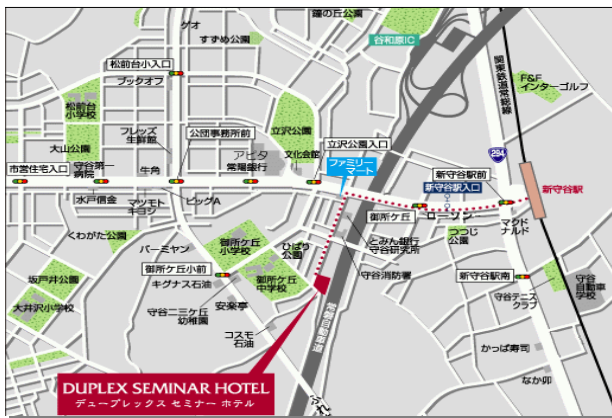 ゲオ
すずめ公園
鐘の丘公園
谷和原IC
松前台小入口
ブックオフ
関東鉄道常総線
F&F
インターゴルフ
松前台
小学校
フレッズ
生鮮館
公団事務所前
立沢公園
大山公園
立沢公園入口
294
アピタ
常陽銀行
文化会館
ファミリー
マート
市営住宅入口
守谷第一
病院
牛角
新守谷駅前
新守谷駅入口
新守谷駅
水戸信金
マツモト
キヨシ
ビッグA
御所ケ丘
ローソン
マクド
ナルド
つつじ
公園
くわがた公園
バーミヤン
御所ケ丘
小学校
ひばり
公園
とみん銀行
守谷研究所
坂戸井公園
御所ケ丘小前
キグナス石油
御所ケ丘
中学校
守谷消防署
新守谷駅南
守谷
自動車
学校
大井沢小学校
安楽亭
守谷二三ケ丘
幼稚園
守谷テニス
クラブ
コスモ
石油
常磐自動車道
かっぱ寿司
なか卯
DUPLEX SEMINAR HOTEL
デュープレックス セミナー ホテル